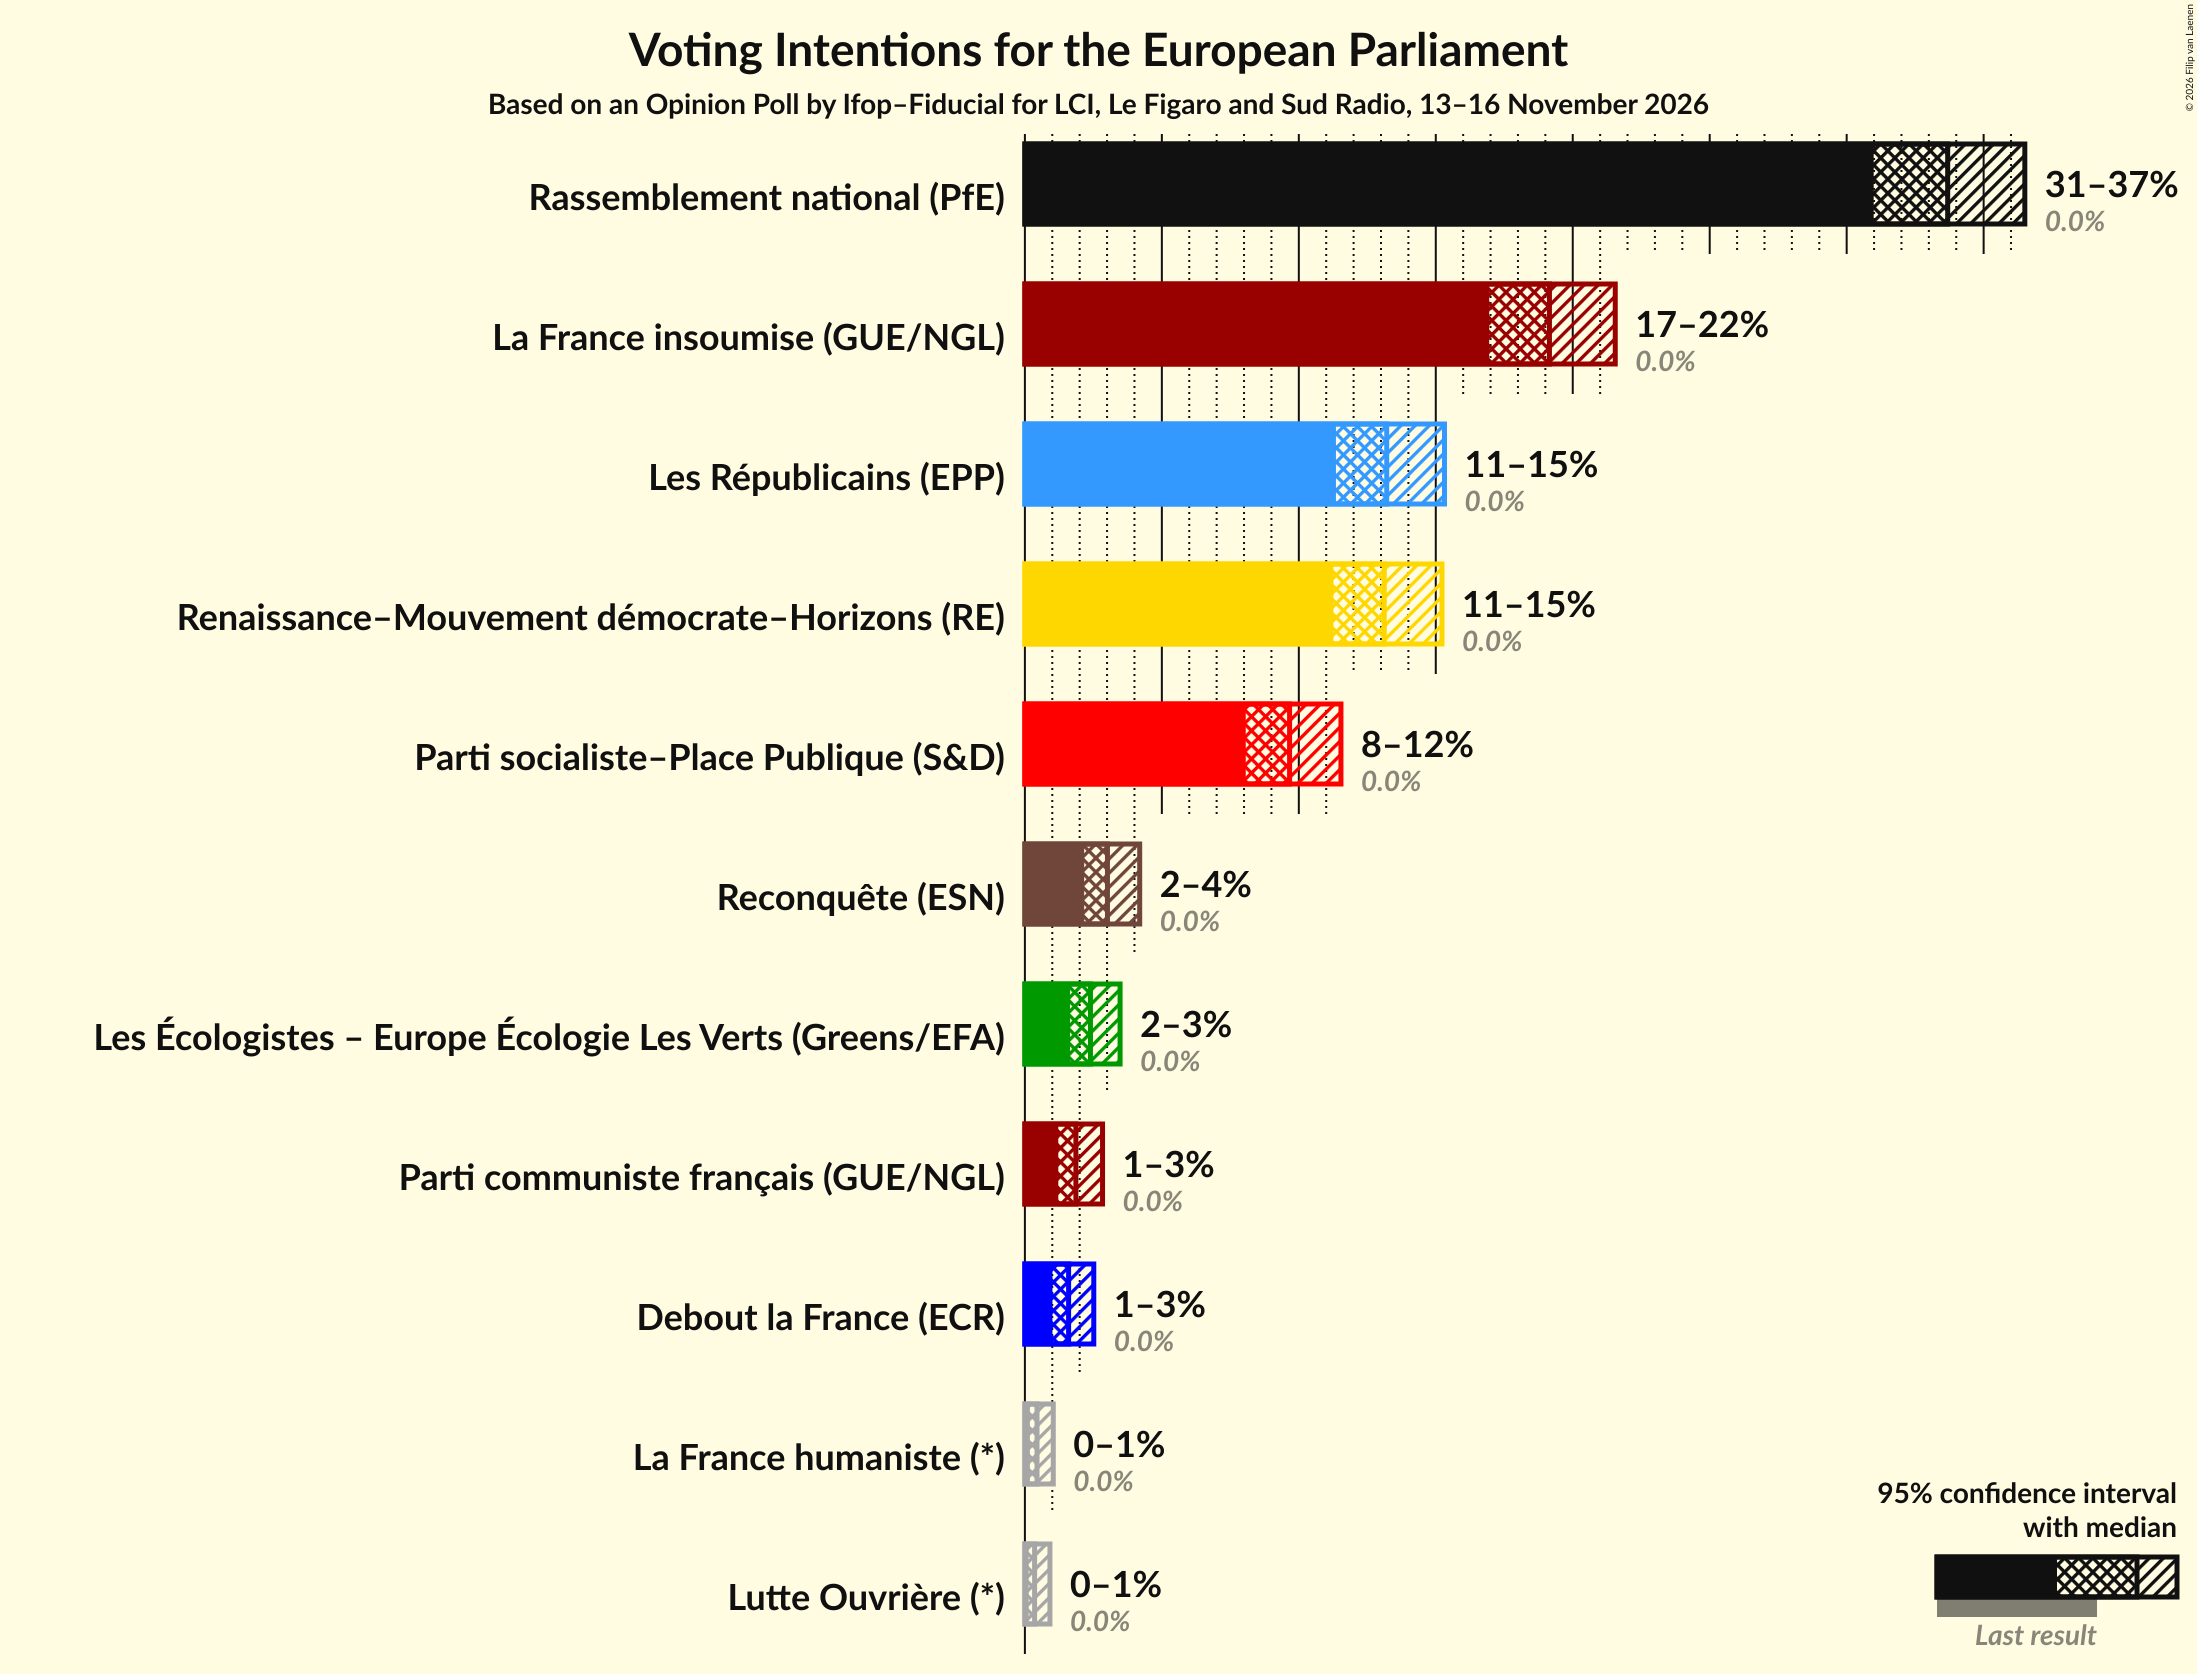 Voting Intentions for the European Parliament
Based on an Opinion Poll by Ifop–Fiducial for LCI, Le Figaro and Sud Radio, 13–16 November 2026
© 2026 Filip van Laenen
Rassemblement national (PfE)
31–37%
0.0%
La France insoumise (GUE/NGL)
17–22%
0.0%
Les Républicains (EPP)
11–15%
0.0%
Renaissance–Mouvement démocrate–Horizons (RE)
11–15%
0.0%
Parti socialiste–Place Publique (S&D)
8–12%
0.0%
Reconquête (ESN)
2–4%
0.0%
Les Écologistes – Europe Écologie Les Verts (Greens/EFA)
2–3%
0.0%
Parti communiste français (GUE/NGL)
1–3%
0.0%
Debout la France (ECR)
1–3%
0.0%
La France humaniste (*)
0–1%
0.0%
Lutte Ouvrière (*)
0–1%
0.0%
95% confidence interval
with median
Last result